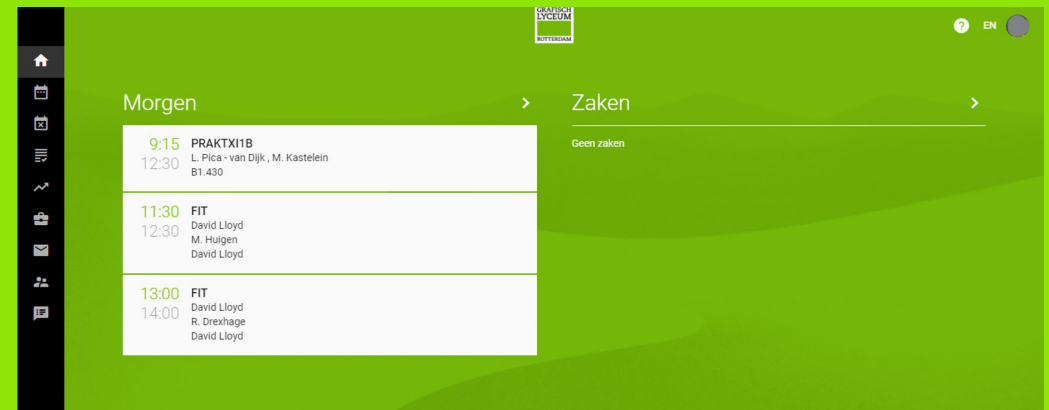 GRAFISCH
LYCEUM
ROTTERDAM
? EN
Morgen
9:15 PRAKTXI1B
12:30 L. Pica - van Dijk , M. Kastelein
B1.430
11:30 FIT
12:30 David Lloyd
M. Huigen
David Lloyd
13:00 FIT
14:00 David Lloyd
R. Drexhage
David Lloyd
Zaken
Geen zaken